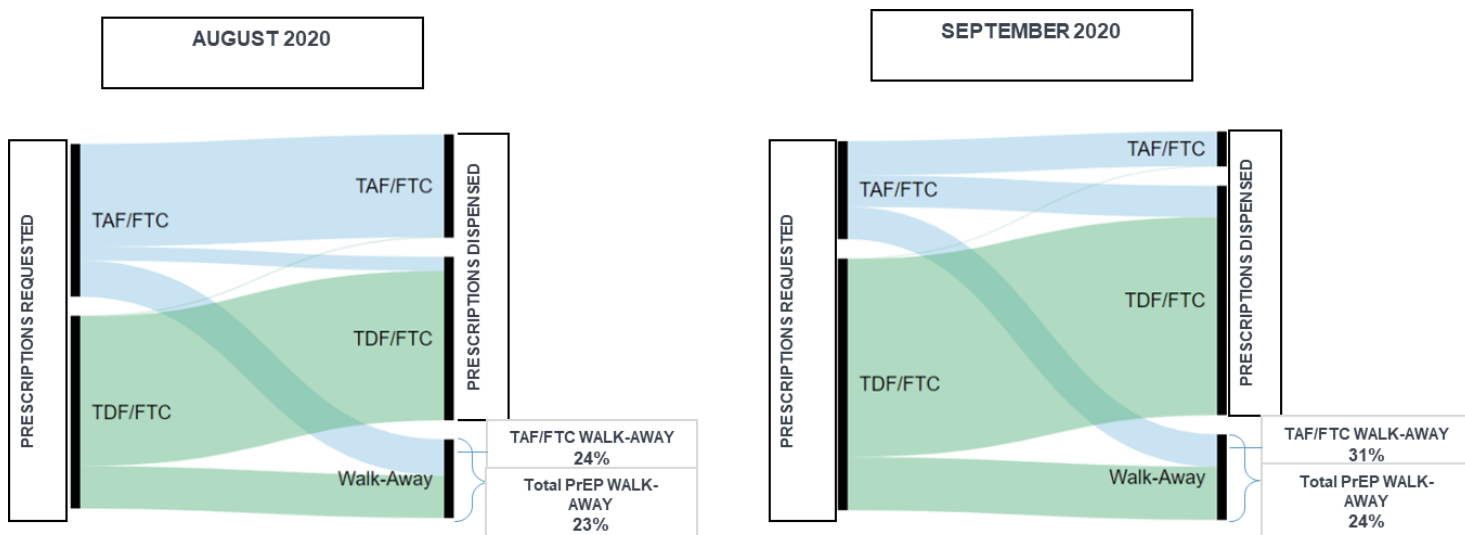 AUGUST 2020
PRESCRIPTIONS REQUESTED
TAF/FTC
TDF/FTC
TAF/FTC
TDF/FTC
Walk-Away
PRESCRIPTIONS DISPENSED
TAF/FTC WALK-AWAY
24%
Total PrEP WALK-
AWAY
23%
SEPTEMBER 2020
PRESCRIPTIONS REQUESTED
TAF/FTC
TDF/FTC
TAF/FTC
TDF/FTC
Walk-Away
PRESCRIPTIONS DISPENSED
TAF/FTC WALK-AWAY
31%
Total PrEP WALK-
AWAY
24%